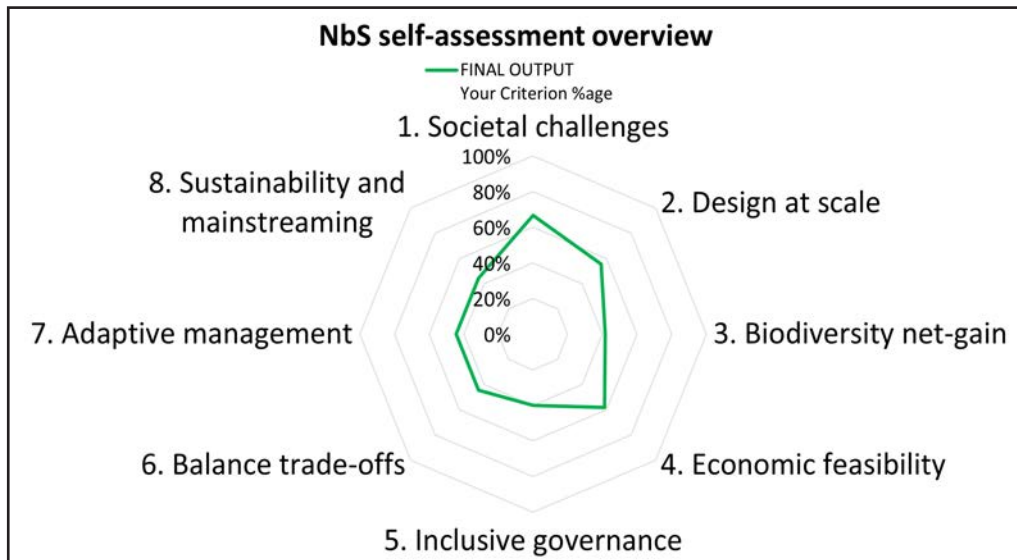 NbS self-assessment overview
FINAL OUTPUT
Your Criterion %age
1. Societal challenges
100%
80%
60%
40%
20%
0%
2. Design at scale
3. Biodiversity net-gain
4. Economic feasibility
5. Inclusive governance
6. Balance trade-offs
7. Adaptive management
8. Sustainability and
mainstreaming